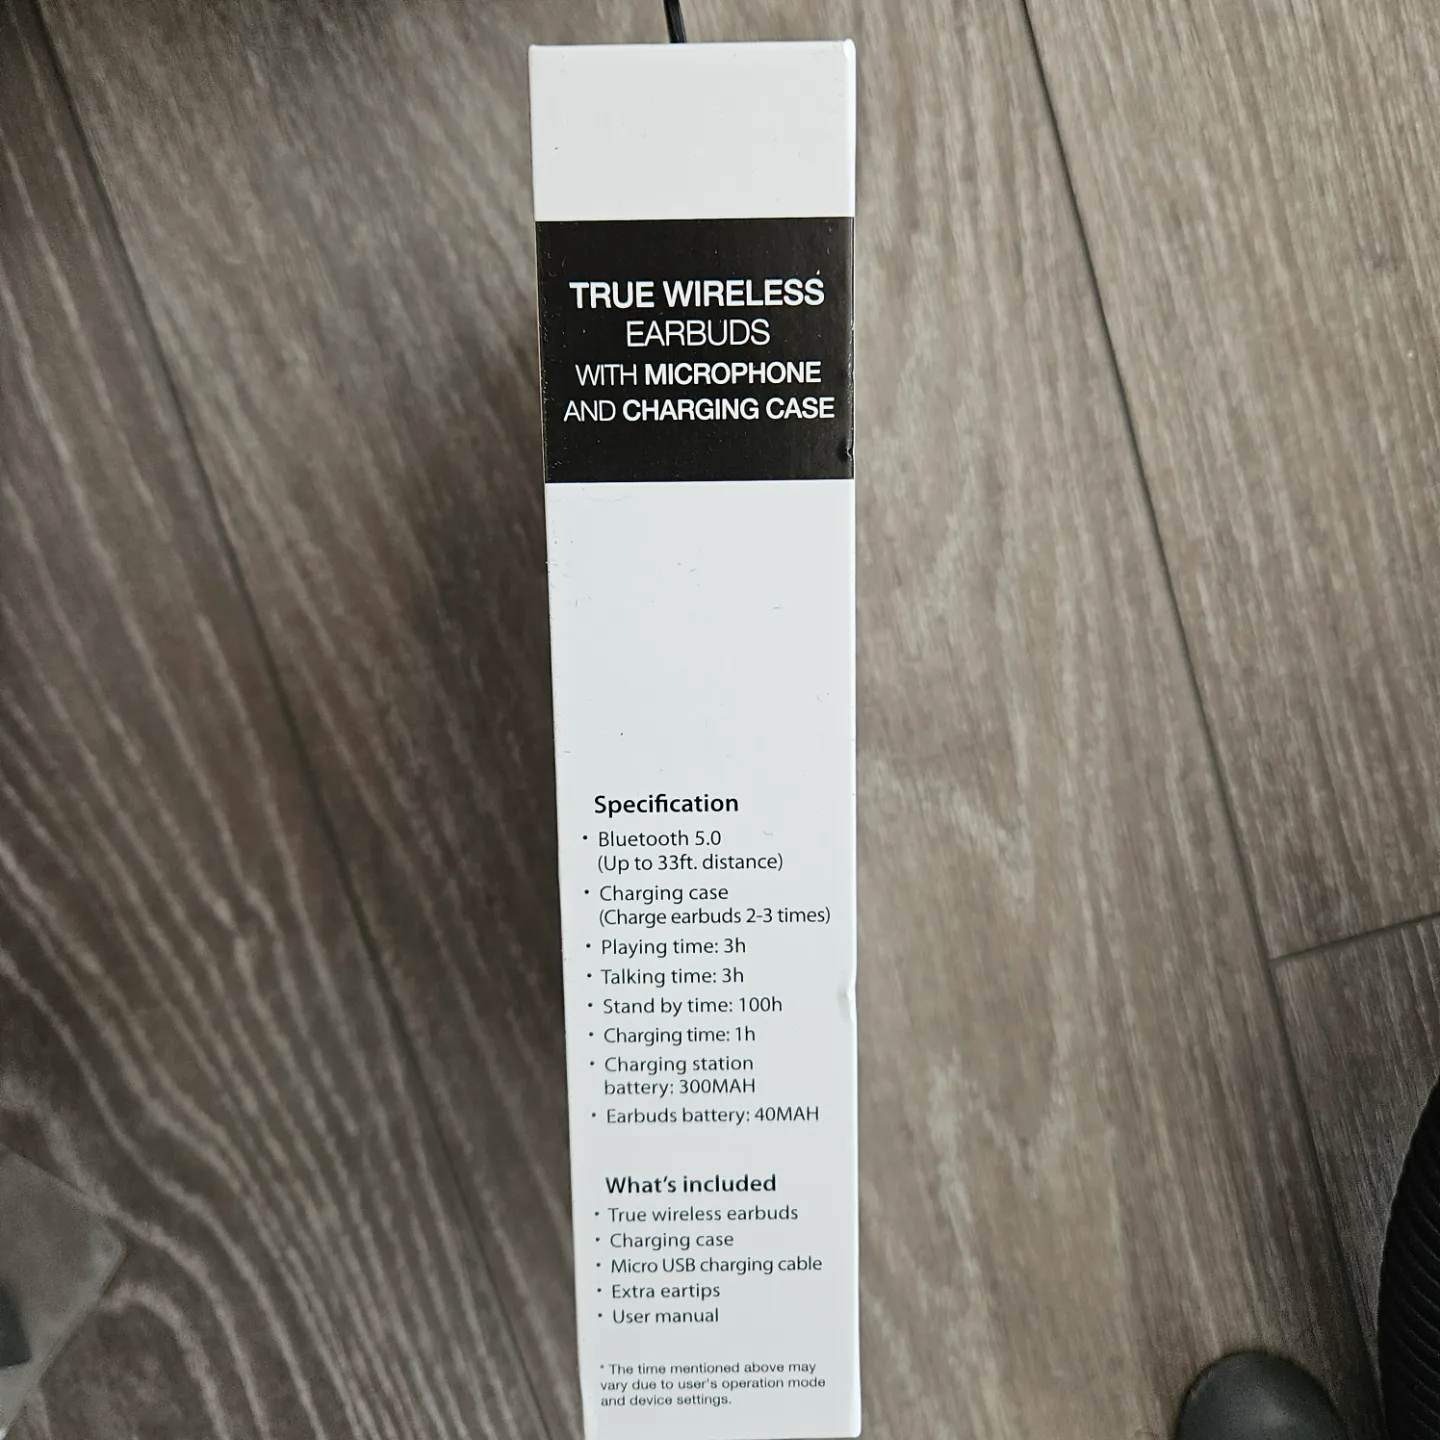 TRUE WIRELESS
EARBUDS
WITH MICROPHONE
AND CHARGING CASE
Specification
• Bluetooth 5.0
(Up to 33ft. distance)
• Charging case
(Charge earbuds 2-3 times)
• Playing time: 3h
• Talking time: 3h
• Stand by time: 100h
• Charging time: 1h
• Charging station
battery: 300MAH
• Earbuds battery: 40MAH
What's included
• True wireless earbuds
• Charging case
• Micro USB charging cable
• Extra eartips
• User manual
* The time mentioned above may
vary due to user's operation mode
and device settings.